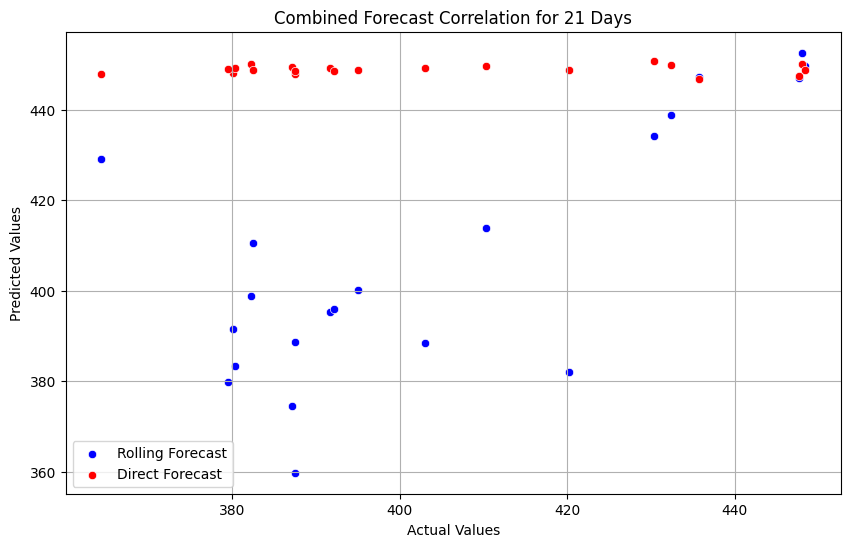 Combined Forecast Correlation for 21 Days
Predicted Values
440
420
400
380
360
Rolling Forecast
Direct Forecast
380
400
420
440
Actual Values